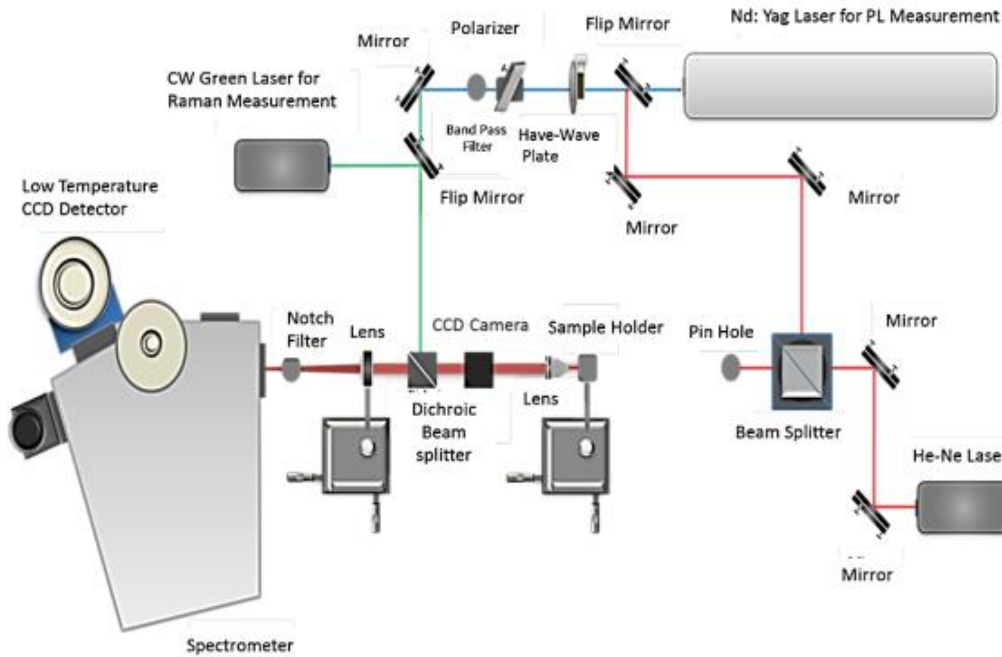 Nd: Yag Laser for PL Measurement
Flip Mirror
Polarizer
Mirror
CW Green Laser for
Raman Measurement
Band Pass
Filter
Have-Wave
Plate
Flip Mirror
Mirror
Mirror
Low Temperature
CCD Detector
Notch
Filter
Lens
CCD Camera
Sample Holder
Pin Hole
Mirror
Dichroic
Beam
splitter
Lens
Beam Splitter
He-Ne Lase
Mirror
Spectrometer